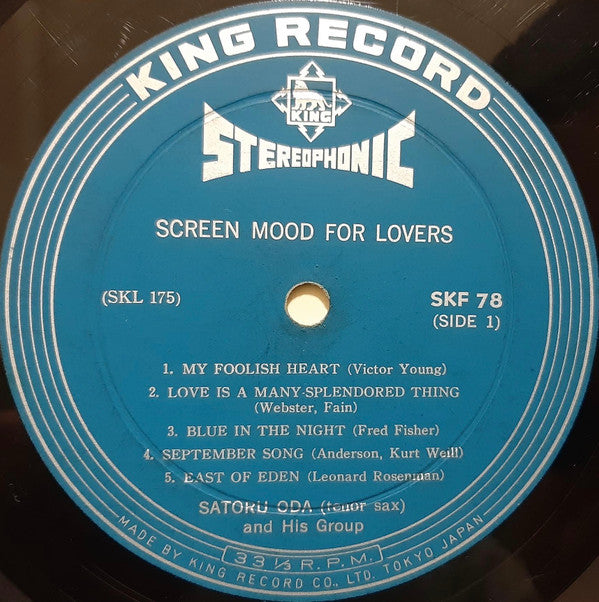 KING RECORD
KING
STEREOPHONIC
SCREEN MOOD FOR LOVERS
(SKL 175)
SKF 78
(SIDE 1)
1. MY FOOLISH HEART (Victor Young)
2. LOVE IS A MANY-SPLENDORED THING
(Webster, Fain)
3. BLUE IN THE NIGHT (Fred Fisher)
4. SEPTEMBER SONG (Anderson, Kurt Weill)
5. EAST OF EDEN (Leonard Rosenman)
SATORU ODA (tenor sax)
and His Group
33 1/3 R.P.M.
MADE BY KING RECORD CO., LTD. TOKYO JAPAN